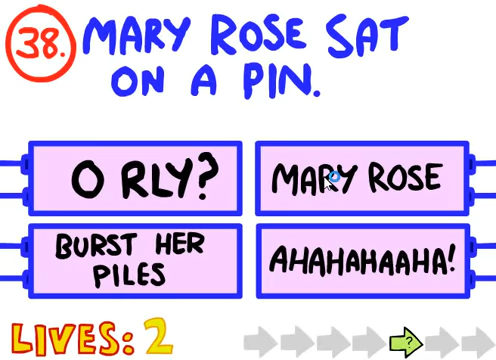 38. MARY ROSE SAT
ON A PIN.
O RLY?
MARY ROSE
BURST HER
PILES
AHAHAHAAHA!
LIVES: 2
?